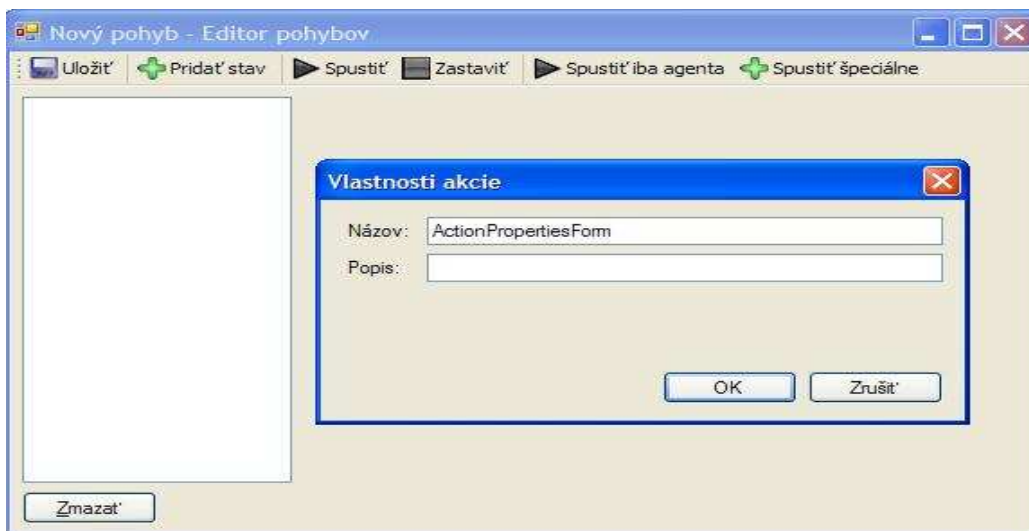 Nový pohyb - Editor pohybov
Uložiť Pridať stav Spustiť Zastaviť Spustiť iba agenta Spustiť špeciálne
Vlastnosti akcie
Názov: ActionPropertiesForm
Popis:
OK Zrušiť
Zmazať